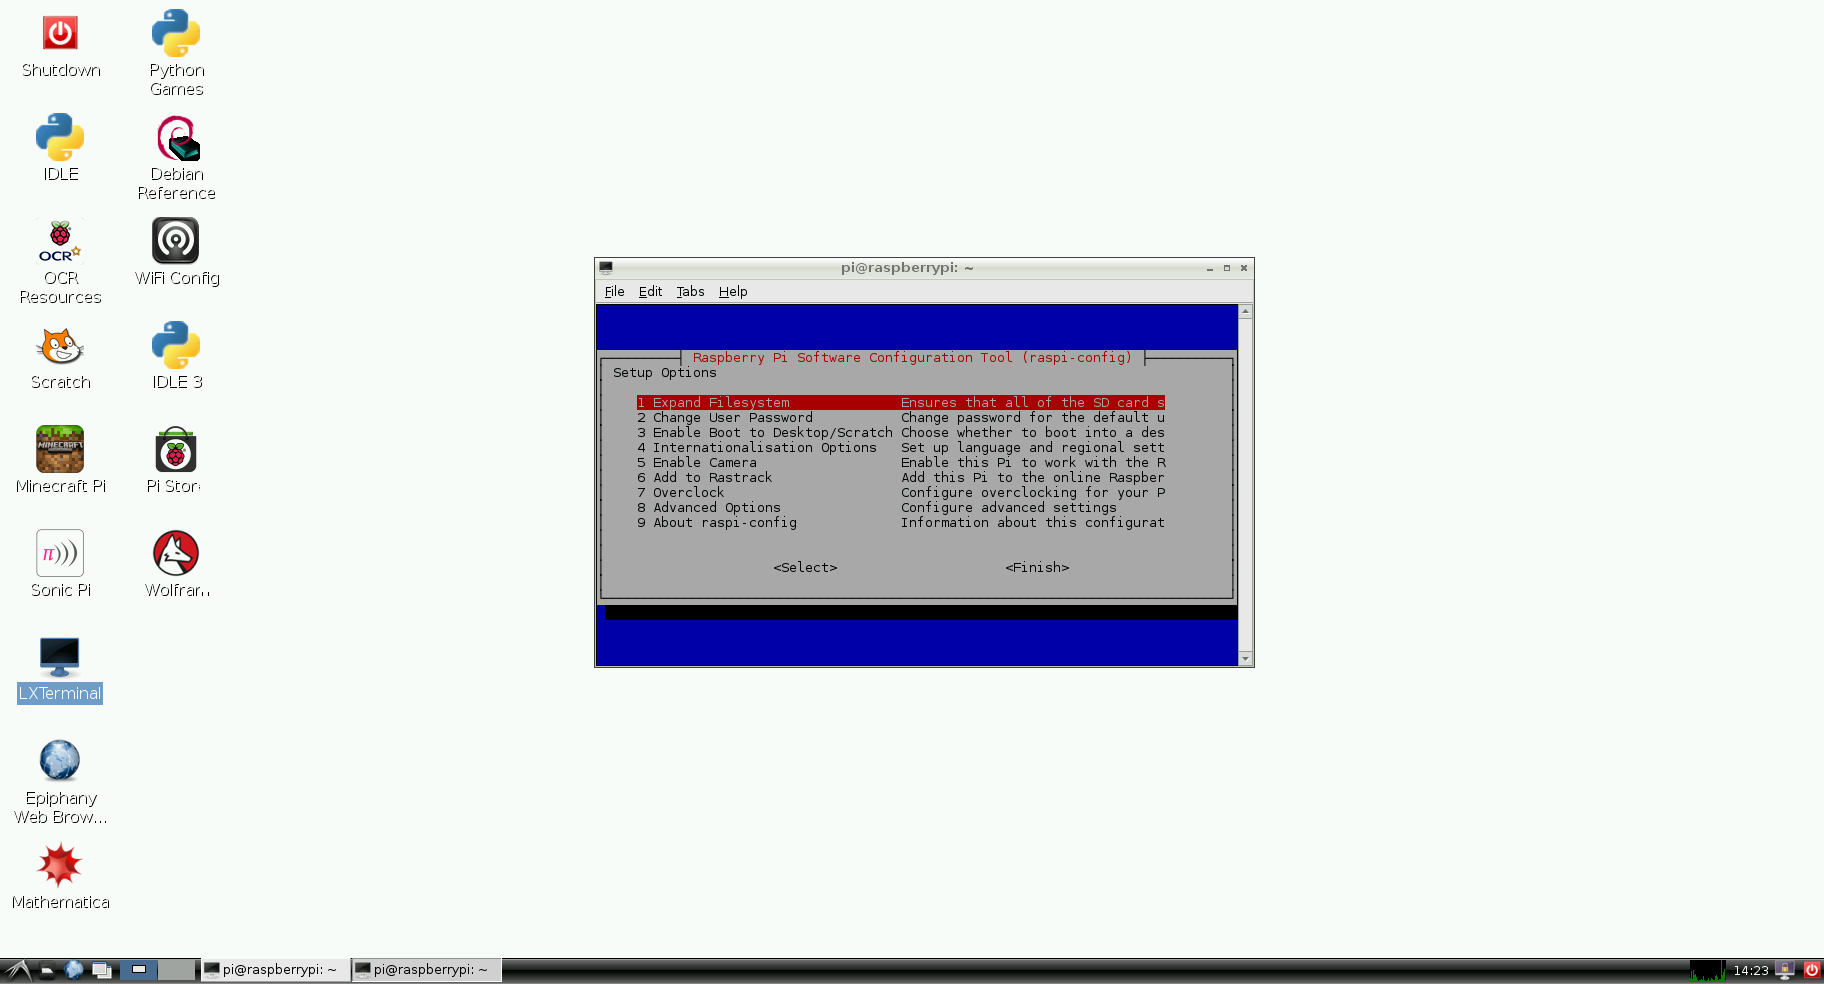 Shutdown
Python
Games
IDLE
Debian
Reference
OCR
OCR
Resources
WiFi Config
Scratch
IDLE 3
MINECRAFT
Minecraft Pi
Pi Stor
π)))
Sonic Pi
Wolfram
LXTerminal
Epiphany
Web Brow...
Mathematica
pi@raspberrypi: ~
File Edit Tabs Help
Raspberry Pi Software Configuration Tool (raspi-config)
Setup Options
1 Expand Filesystem Ensures that all of the SD card s
2 Change User Password Change password for the default u
3 Enable Boot to Desktop/Scratch Choose whether to boot into a des
4 Internationalisation Options Set up language and regional sett
5 Enable Camera Enable this Pi to work with the R
6 Add to Rastrack Add this Pi to the online Raspber
7 Overclock Configure overclocking for your P
8 Advanced Options Configure advanced settings
9 About raspi-config Information about this configurat
<Select> <Finish>
pi@raspberrypi: ~ pi@raspberrypi: ~ 14:23